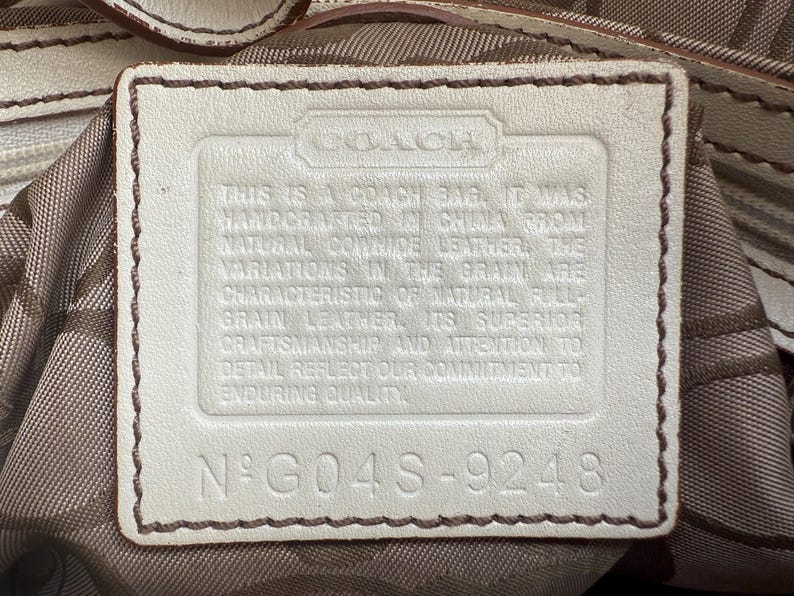 COACH
THIS IS A COACH BAG. IT WAS
HANDCRAFTED IN CHINA FROM
NATURAL COWHIDE LEATHER. THE
VARIATIONS IN THE GRAIN ARE
CHARACTERISTIC OF NATURAL FULL-
GRAIN LEATHER. ITS SUPERIOR
CRAFTSMANSHIP AND ATTENTION TO
DETAIL REFLECT OUR COMMITMENT TO
ENDURING QUALITY.
Nº G04S-9248